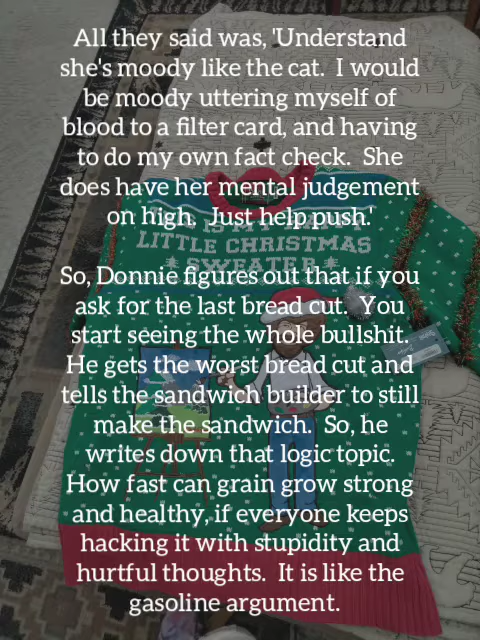 All they said was, 'Understand
she's moody like the cat.  I would
be moody uttering myself of
blood to a filter card, and having
to do my own fact check.  She
does have her mental judgement
on high.  Just help push.'
IS MY
LITTLE CHRISTMAS
SWEATER
So, Donnie figures out that if you
ask for the last bread cut.  You
start seeing the whole bullshit.
He gets the worst bread cut and
tells the sandwich builder to still
make the sandwich.  So, he
writes down that logic topic.
How fast can grain grow strong
and healthy, if everyone keeps
hacking it with stupidity and
hurtful thoughts.  It is like the
gasoline argument.